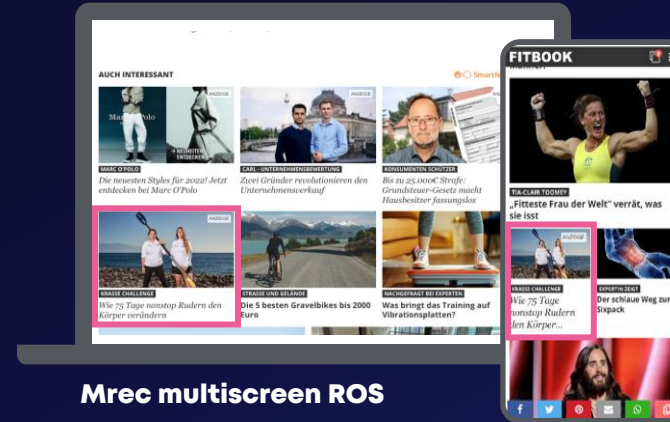 AUCH INTERESSANT
ANZEIGE
Marc O'Polo
→ NEUHEITEN
ENTDECKEN
MARC O'POLO
Die neuesten Styles für 2022! Jetzt
entdecken bei Marc O'Polo
ANZEIGE
CARL - UNTERNEHMENSBEWERTUNG
Zwei Gründer revolutionieren den
Unternehmensverkauf
KONSUMENTEN SCHÜTZER
Bis zu 25.000€ Strafe:
Grundsteuer-Gesetz macht
Hausbesitzer fassungslos
ANZEIGE
KRASSE CHALLENGE
Wie 75 Tage nonstop Rudern den
Körper verändern
STRASSE UND GELÄNDE
Die 5 besten Gravelbikes bis 2000
Euro
NACHGEFRAGT BEI EXPERTEN
Was bringt das Training auf
Vibrationsplatten?
FITBOOK
TIA-CLAIR TOOMEY
„Fitteste Frau der Welt" verrät, was
sie isst
ANZEIGE
KRASSE CHALLENGE
Wie 75 Tage
nonstop Rudern
den Körper...
EXPERTIN ZEIGT
Der schlaue Weg zum
Sixpack
Mrec multiscreen ROS